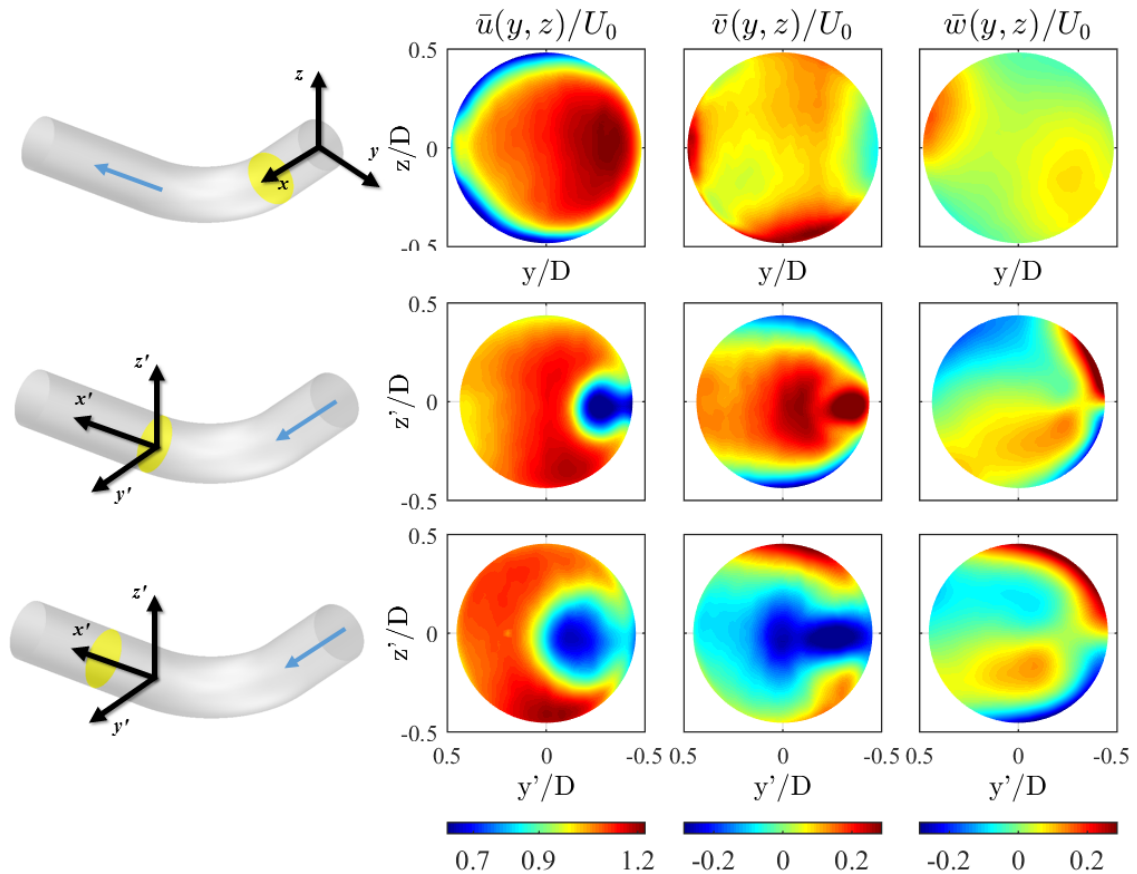 ū(y, z)/U₀ v̄(y, z)/U₀ w̄(y, z)/U₀
0.5
z
z/D
0
y
x
-0.5
y/D y/D y/D
0.5
z'
x'
z'/D
0
y'
-0.5
0.5
z'
x'
z'/D
0
y'
-0.5
0.5 0 -0.5 0.5 0 -0.5 0.5 0 -0.5
y'/D y'/D y'/D
0.7 0.9 1.2 -0.2 0 0.2 -0.2 0 0.2